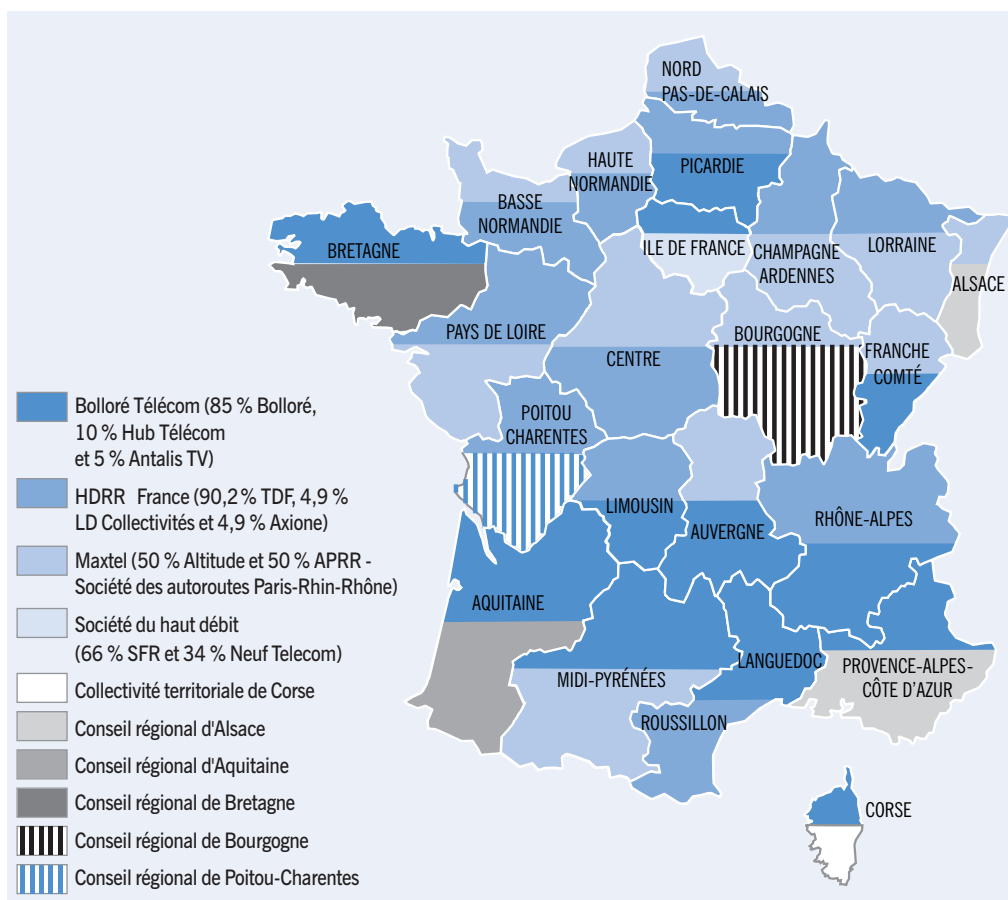 NORD
PAS-DE-CALAIS
HAUTE
NORMANDIE
PICARDIE
BASSE
NORMANDIE
BRETAGNE
ILE DE FRANCE
CHAMPAGNE
ARDENNES
LORRAINE
ALSACE
PAYS DE LOIRE
CENTRE
BOURGOGNE
FRANCHE
COMTÉ
POITOU
CHARENTES
LIMOUSIN
AUVERGNE
RHÔNE-ALPES
AQUITAINE
MIDI-PYRÉNÉES
LANGUEDOC
ROUSSILLON
PROVENCE-ALPES-
CÔTE D'AZUR
CORSE
Bolloré Télécom (85 % Bolloré,
10 % Hub Télécom
et 5 % Antalis TV)
HDRR France (90,2 % TDF, 4,9 %
LD Collectivités et 4,9 % Axione)
Maxtel (50 % Altitude et 50 % APRR -
Société des autoroutes Paris-Rhin-Rhône)
Société du haut débit
(66 % SFR et 34 % Neuf Telecom)
Collectivité territoriale de Corse
Conseil régional d'Alsace
Conseil régional d'Aquitaine
Conseil régional de Bretagne
Conseil régional de Bourgogne
Conseil régional de Poitou-Charentes